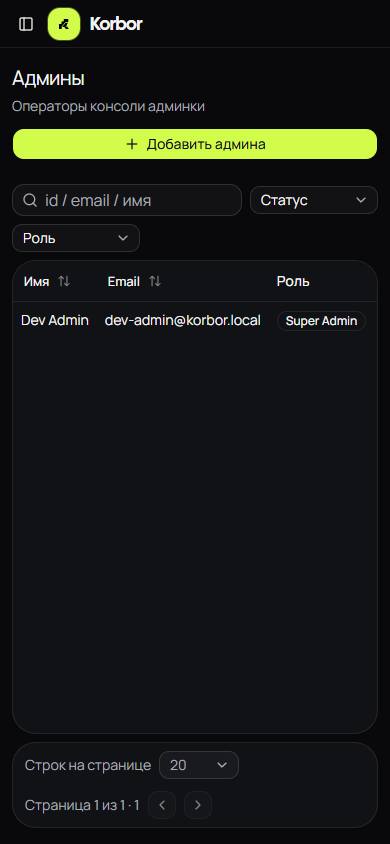 Korbor
Админы
Операторы консоли админки
Добавить админа
id / email / имя
Статус
Роль
Имя Email Роль
Dev Admin dev-admin@korbor.local Super Admin
Строк на странице 20
Страница 1 из 1 · 1